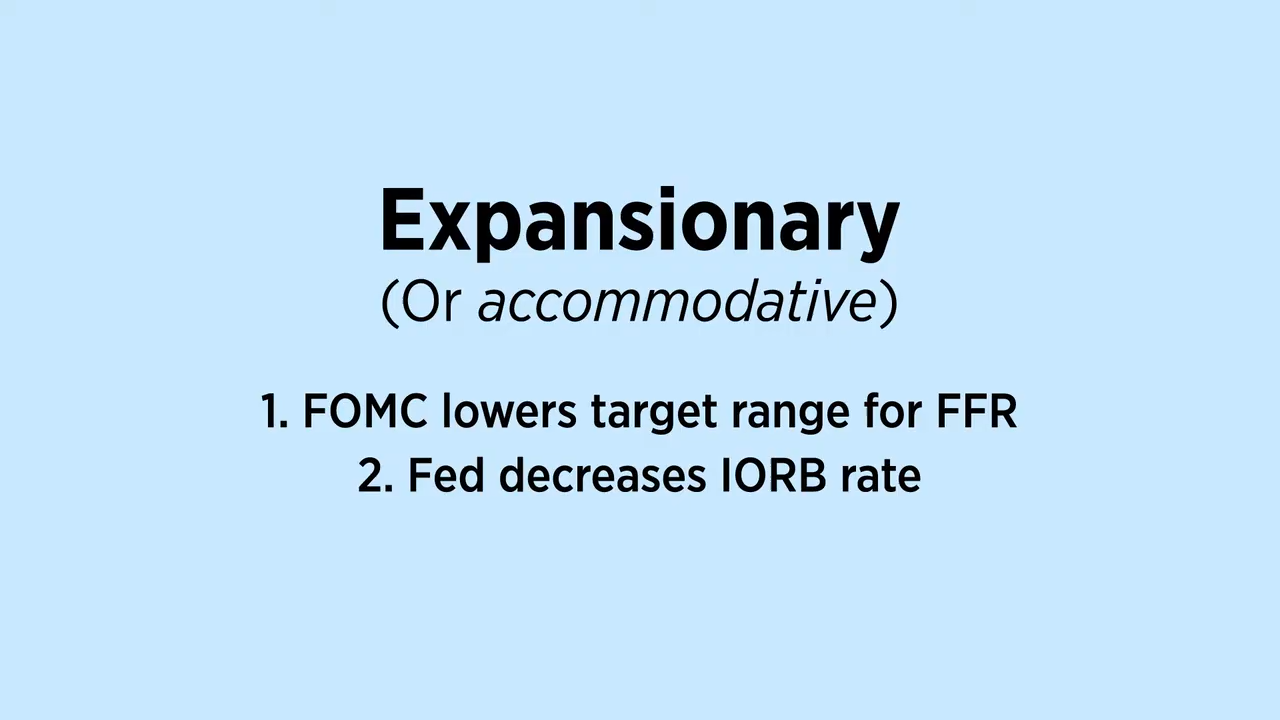 Expansionary
(Or accommodative)
1. FOMC lowers target range for FFR
2. Fed decreases IORB rate